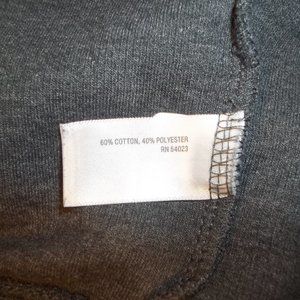 60% COTTON, 40% POLYESTER
RN 54023